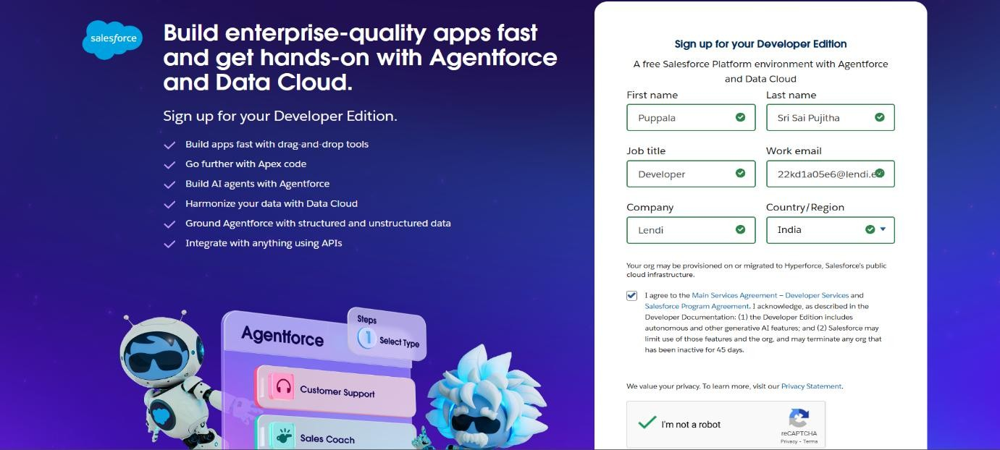 salesforce
Build enterprise-quality apps fast
and get hands-on with Agentforce
and Data Cloud.
Sign up for your Developer Edition.
Build apps fast with drag-and-drop tools
Go further with Apex code
Build AI agents with Agentforce
Harmonize your data with Data Cloud
Ground Agentforce with structured and unstructured data
Integrate with anything using APIs
Agentforce
Steps
1 Select Type
Customer Support
Sales Coach
Sign up for your Developer Edition
A free Salesforce Platform environment with Agentforce
and Data Cloud
First name Last name
Puppala Sri Sai Pujitha
Job title Work email
Developer 22kd1a05e6@lendi.e
Company Country/Region
Lendi India
Your org may be provisioned on or migrated to Hyperforce, Salesforce's public
cloud infrastructure.
I agree to the Main Services Agreement – Developer Services and
Salesforce Program Agreement. I acknowledge, as described in the
Developer Documentation: (1) the Developer Edition includes
autonomous and other generative AI features; and (2) Salesforce may
limit use of those features and the org, and may terminate any org that
has been inactive for 45 days.
We value your privacy. To learn more, visit our Privacy Statement.
I'm not a robot
reCAPTCHA
Privacy - Terms